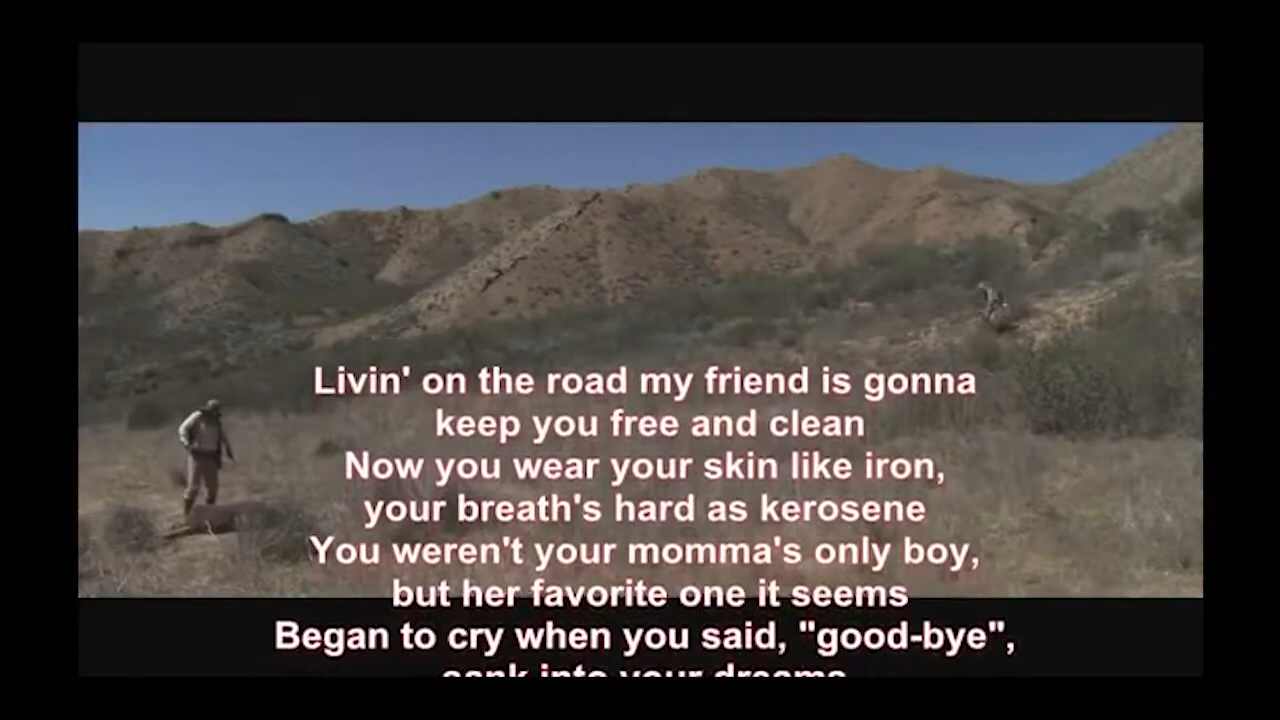 Livin' on the road my friend is gonna
keep you free and clean
Now you wear your skin like iron,
your breath's hard as kerosene
You weren't your momma's only boy,
but her favorite one it seems
Began to cry when you said, "good-bye",
sank into your dreams